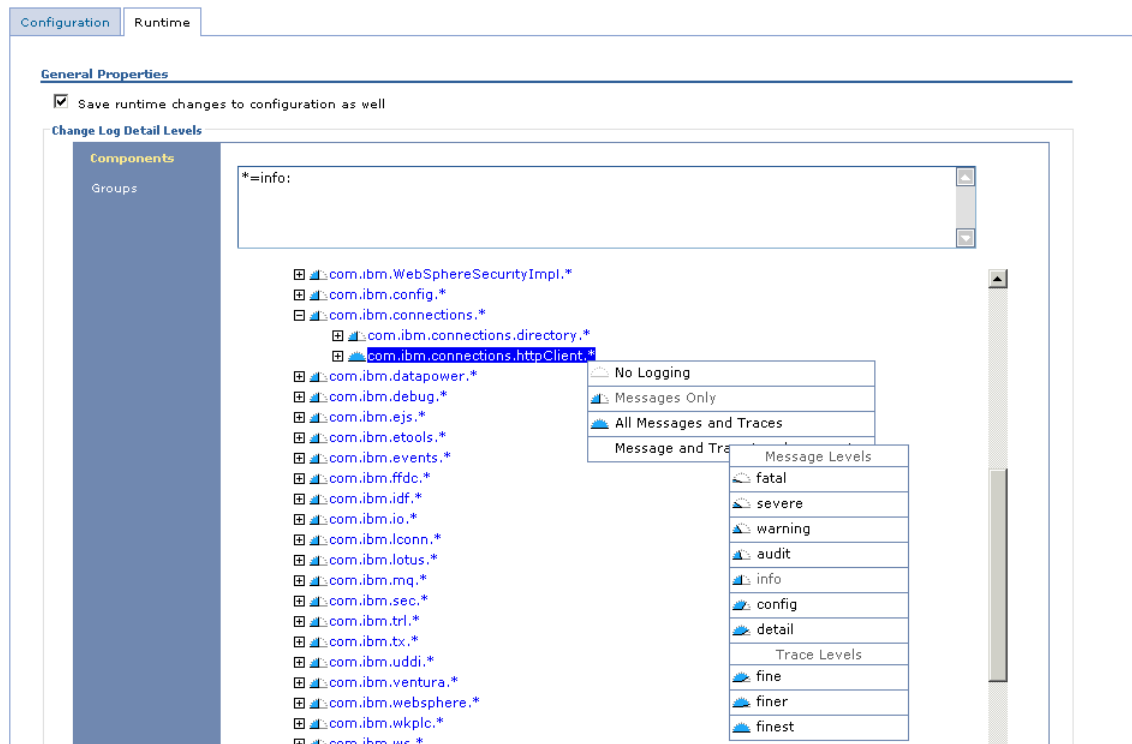 Configuration
Runtime
General Properties
Save runtime changes to configuration as well
Change Log Detail Levels
Components
Groups
*=info:
com.ibm.WebSphereSecurityImpl.*
com.ibm.config.*
com.ibm.connections.*
com.ibm.connections.directory.*
com.ibm.connections.httpClient.*
com.ibm.datapower.*
com.ibm.debug.*
com.ibm.ejs.*
com.ibm.etools.*
com.ibm.events.*
com.ibm.ffdc.*
com.ibm.idf.*
com.ibm.io.*
com.ibm.lconn.*
com.ibm.lotus.*
com.ibm.mq.*
com.ibm.sec.*
com.ibm.trl.*
com.ibm.tx.*
com.ibm.uddi.*
com.ibm.ventura.*
com.ibm.websphere.*
com.ibm.wkplc.*
com.ibm.ws.*
No Logging
Messages Only
All Messages and Traces
Message and
Message Levels
fatal
severe
warning
audit
info
config
detail
Trace Levels
fine
finer
finest